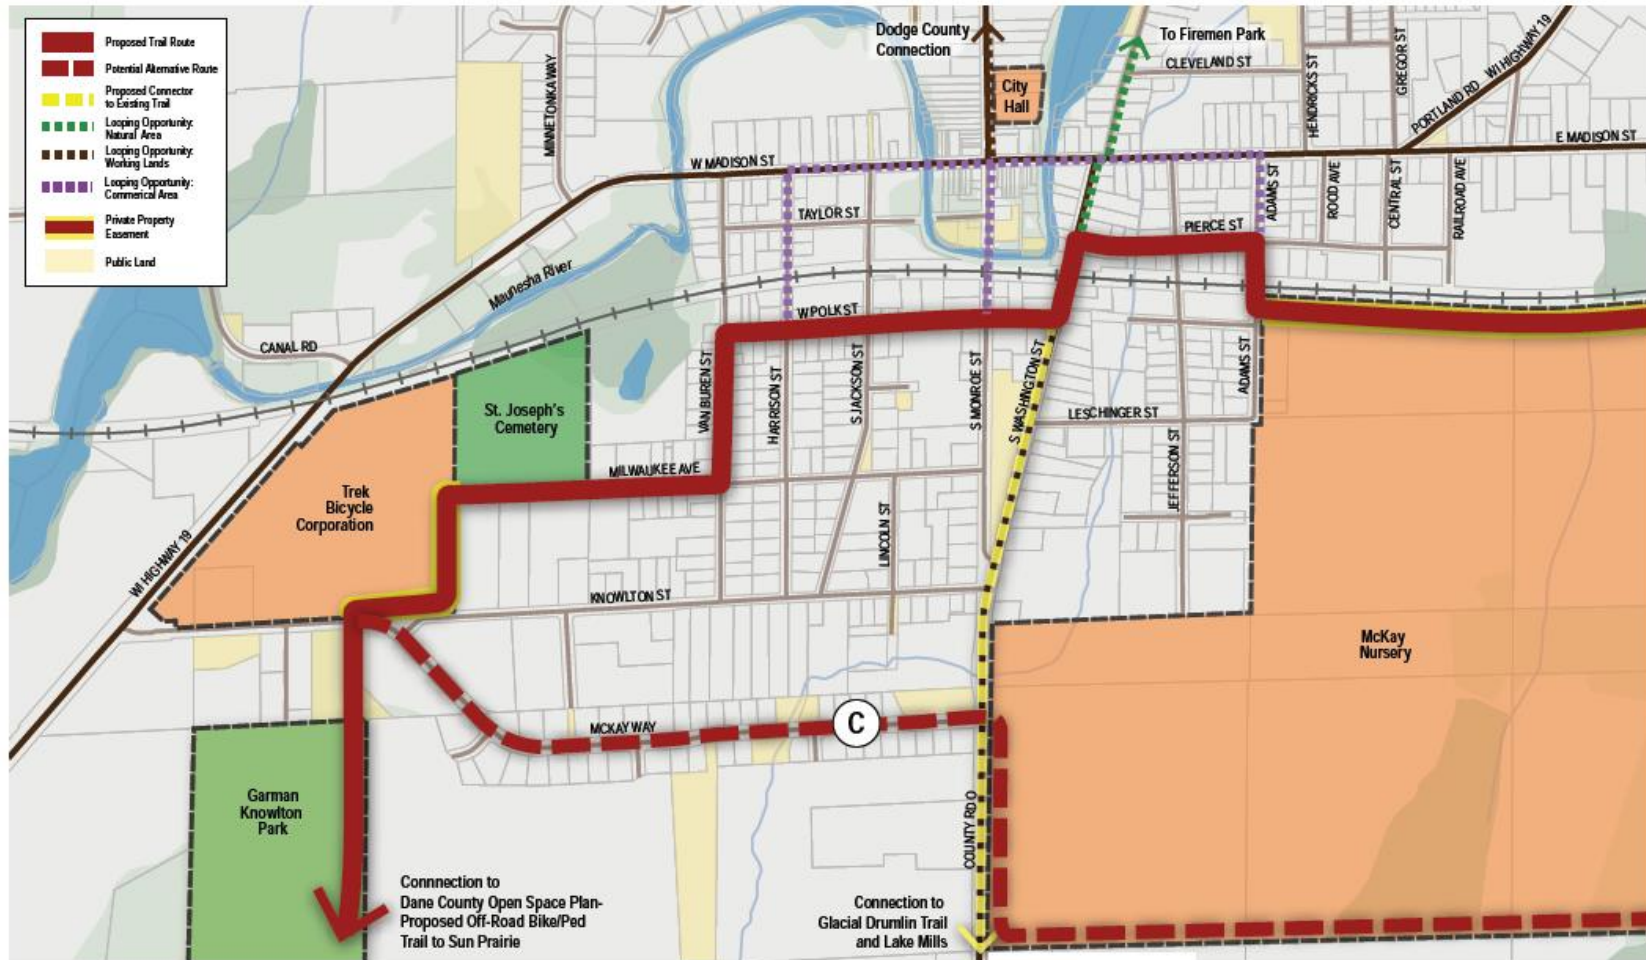 Proposed Trail Route
Potential Alternative Route
Proposed Connector
to Existing Trail
Looping Opportunity:
Natural Area
Looping Opportunity:
Working Lands
Looping Opportunity:
Commerical Area
Private Property
Easement
Public Land
Dodge County
Connection
To Firemen Park
City
Hall
CLEVELAND ST
HENDRICKS ST
GREGOR ST
PORTLAND RD
WI HIGHWAY 19
E MADISON ST
MINNETONKA WAY
W MADISON ST
TAYLOR ST
PIERCE ST
ADAMS ST
ROOD AVE
CENTRAL ST
RAILROAD AVE
Maunesha River
W POLK ST
CANAL RD
VAN BUREN ST
HARRISON ST
S JACKSON ST
S MONROE ST
S WASHINGTON ST
ADAMS ST
LESCHINGER ST
JEFFERSON ST
St. Joseph's
Cemetery
MILWAUKEE AVE
Trek
Bicycle
Corporation
LINCOLN ST
WI HIGHWAY 19
KNOWLTON ST
McKay
Nursery
MCKAY WAY
C
COUNTY RD O
Garman
Knowlton
Park
Connnection to
Dane County Open Space Plan-
Proposed Off-Road Bike/Ped
Trail to Sun Prairie
Connection to
Glacial Drumlin Trail
and Lake Mills